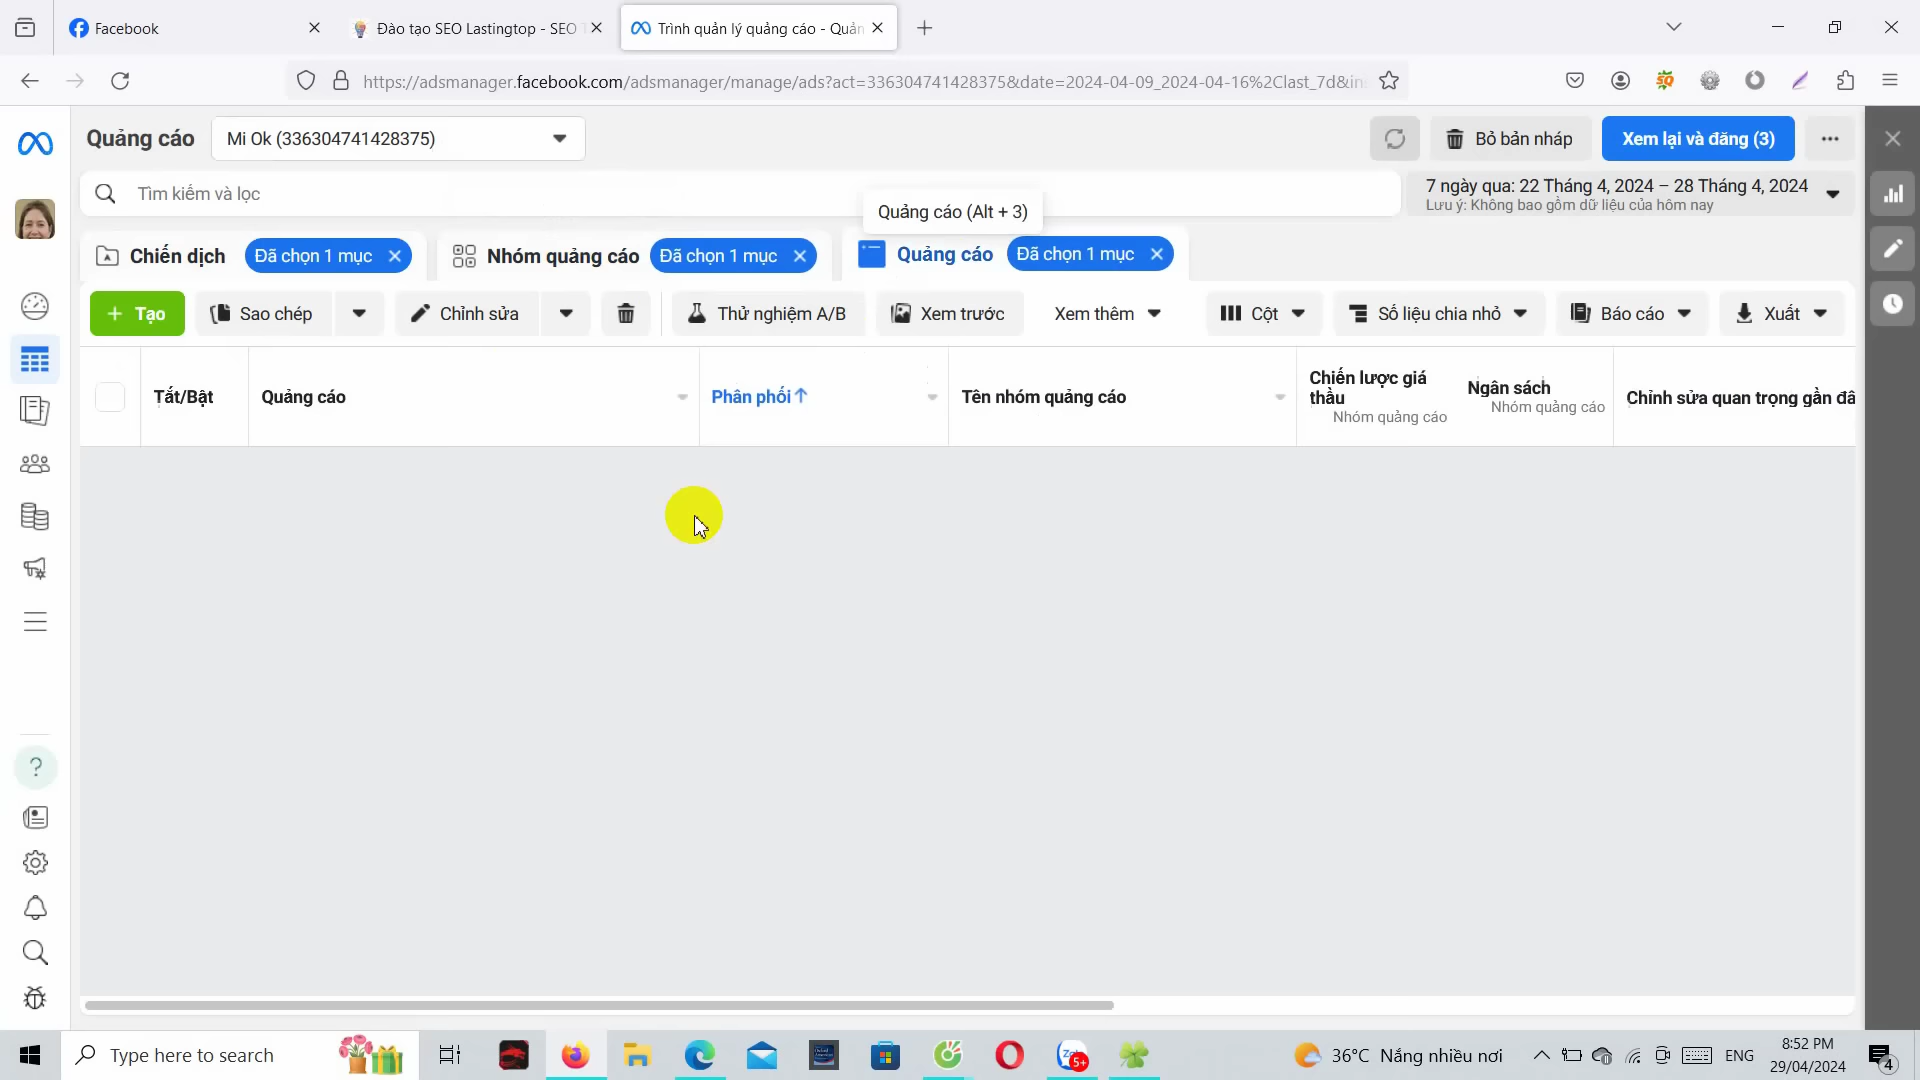 Facebook
Đào tạo SEO Lastingtop - SEO T
Trình quản lý quảng cáo - Quản
https://adsmanager.facebook.com/adsmanager/manage/ads?act=336304741428375&date=2024-04-09_2024-04-16%2Clast_7d&in
Quảng cáo
Mi Ok (336304741428375)
Bỏ bản nháp
Xem lại và đăng (3)
Tìm kiếm và lọc
7 ngày qua: 22 Tháng 4, 2024 – 28 Tháng 4, 2024
Lưu ý: Không bao gồm dữ liệu của hôm nay
Quảng cáo (Alt + 3)
Chiến dịch
Đã chọn 1 mục
Nhóm quảng cáo
Đã chọn 1 mục
Quảng cáo
Đã chọn 1 mục
Tạo
Sao chép
Chỉnh sửa
Thử nghiệm A/B
Xem trước
Xem thêm
Cột
Số liệu chia nhỏ
Báo cáo
Xuất
Tắt/Bật
Quảng cáo
Phân phối
Tên nhóm quảng cáo
Chiến lược giá
thầu
Nhóm quảng cáo
Ngân sách
Nhóm quảng cáo
Chỉnh sửa quan trọng gần đâ
Type here to search
5+
36°C Nắng nhiều nơi
ENG
8:52 PM
29/04/2024
4